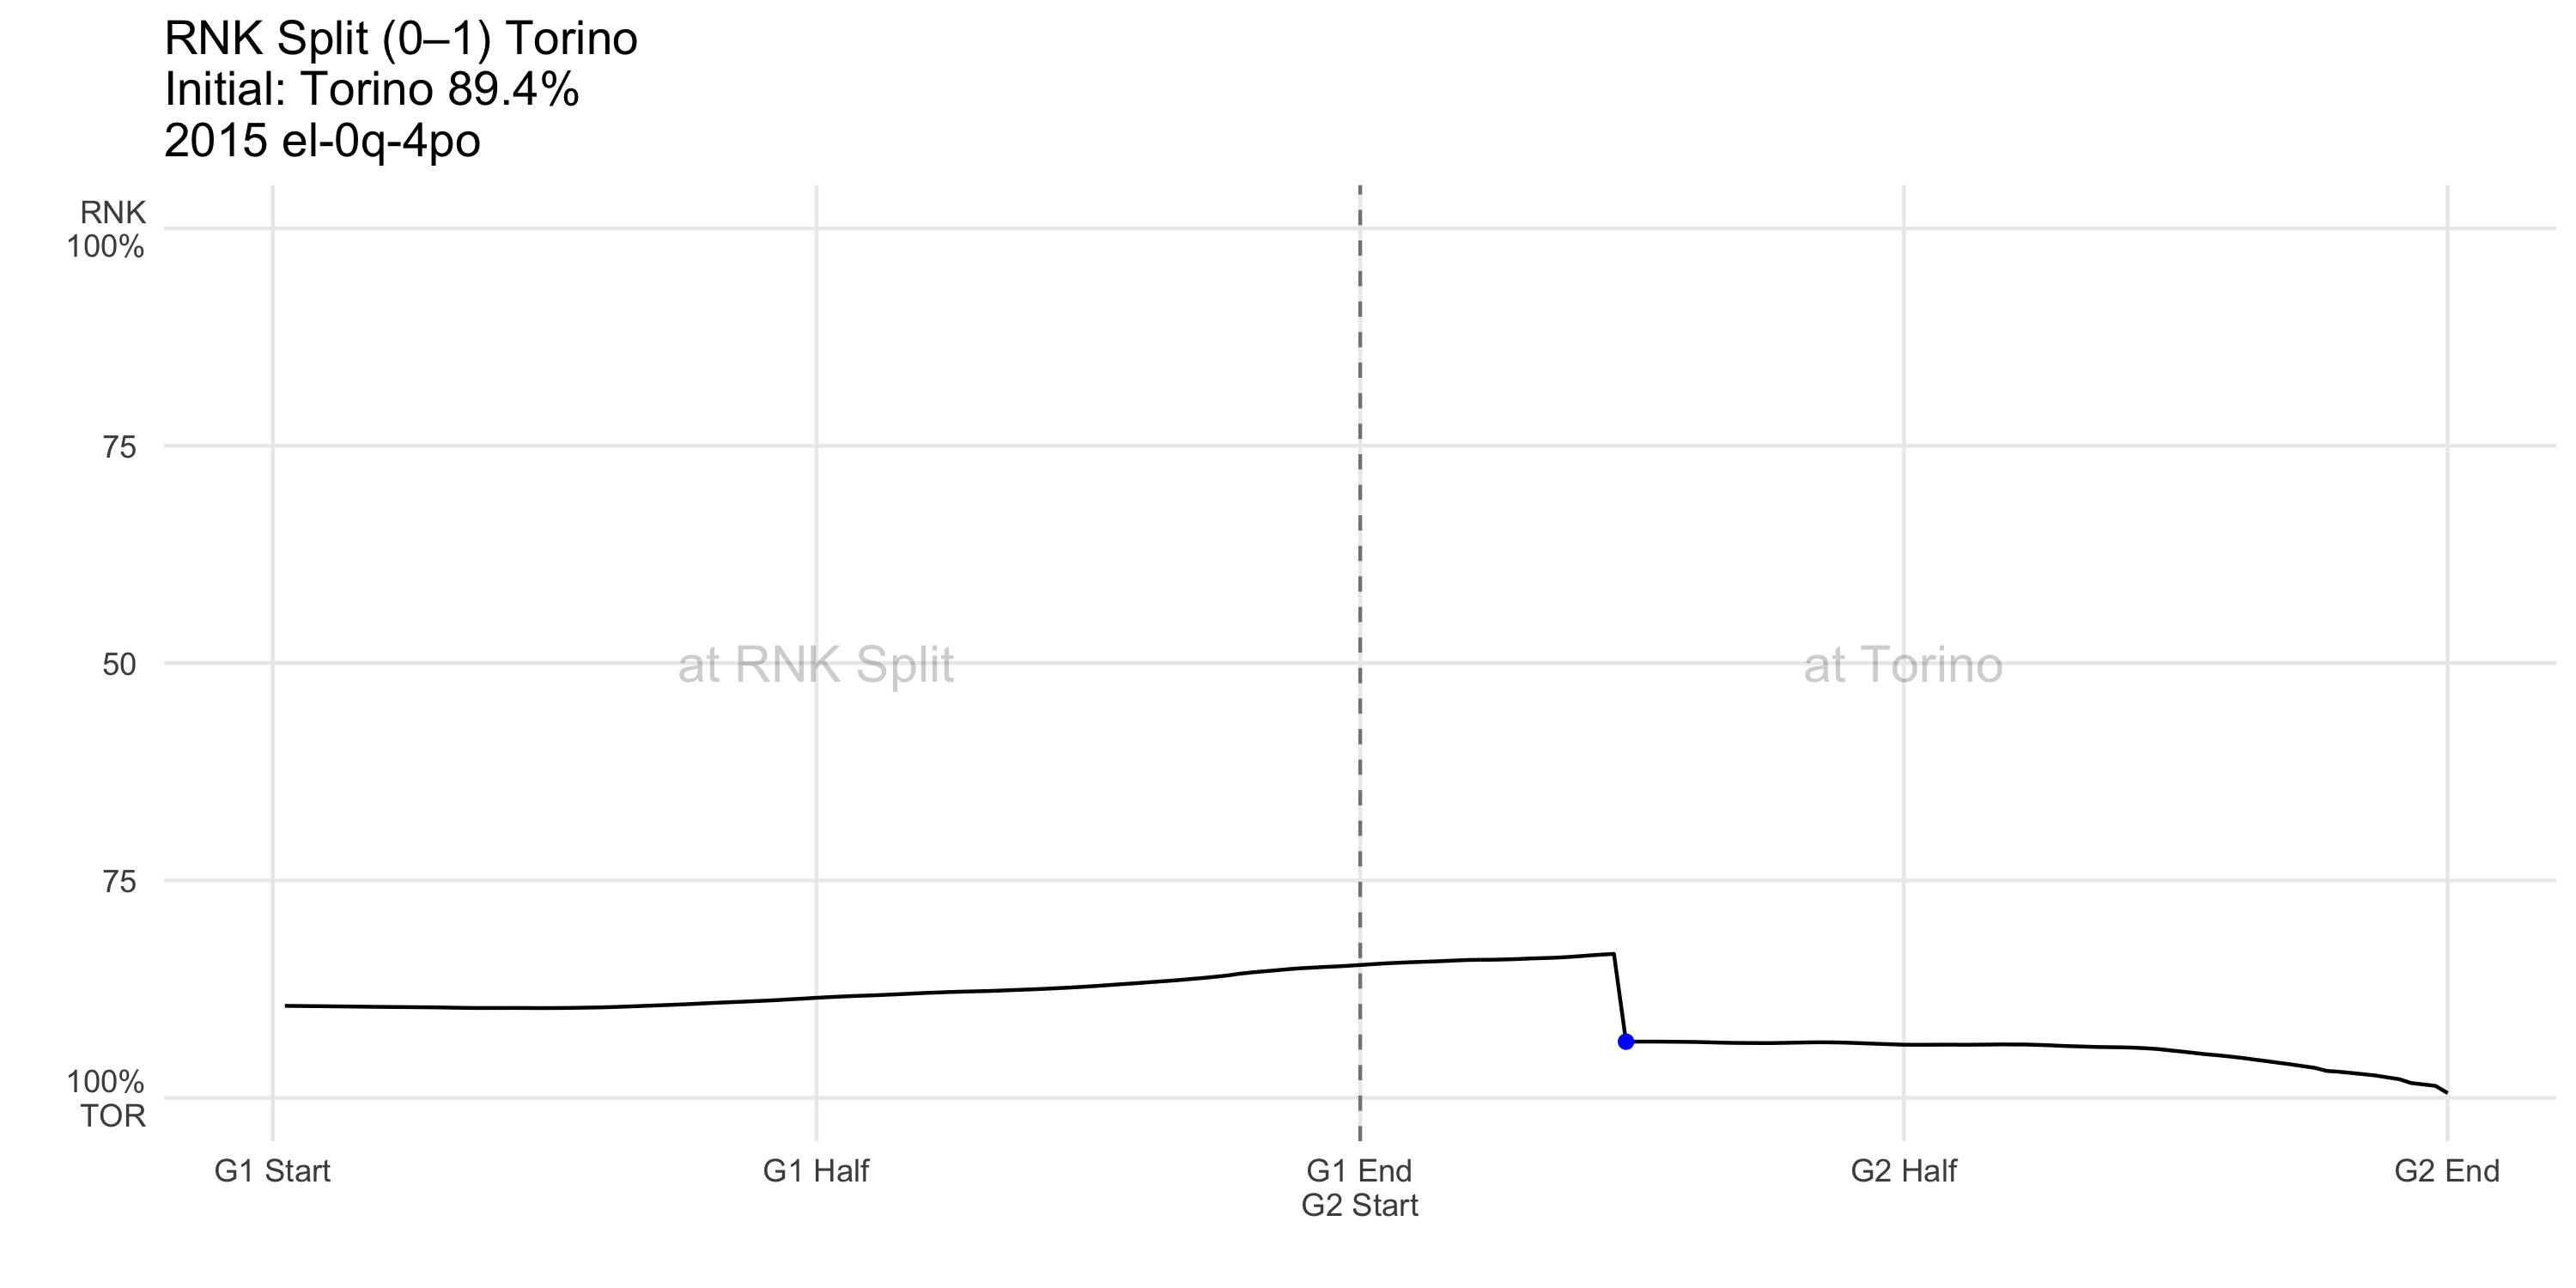 RNK Split (0–1) Torino
Initial: Torino 89.4%
2015 el-0q-4po
RNK
100%
75
50
75
100%
TOR
at RNK Split
at Torino
G1 Start
G1 Half
G1 End
G2 Start
G2 Half
G2 End